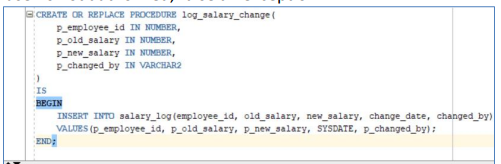 CREATE OR REPLACE PROCEDURE log_salary_change(
p_employee_id IN NUMBER,
p_old_salary IN NUMBER,
p_new_salary IN NUMBER,
p_changed_by IN VARCHAR2
)
IS
BEGIN
INSERT INTO salary_log(employee_id, old_salary, new_salary, change_date, changed_by)
VALUES(p_employee_id, p_old_salary, p_new_salary, SYSDATE, p_changed_by);
END;